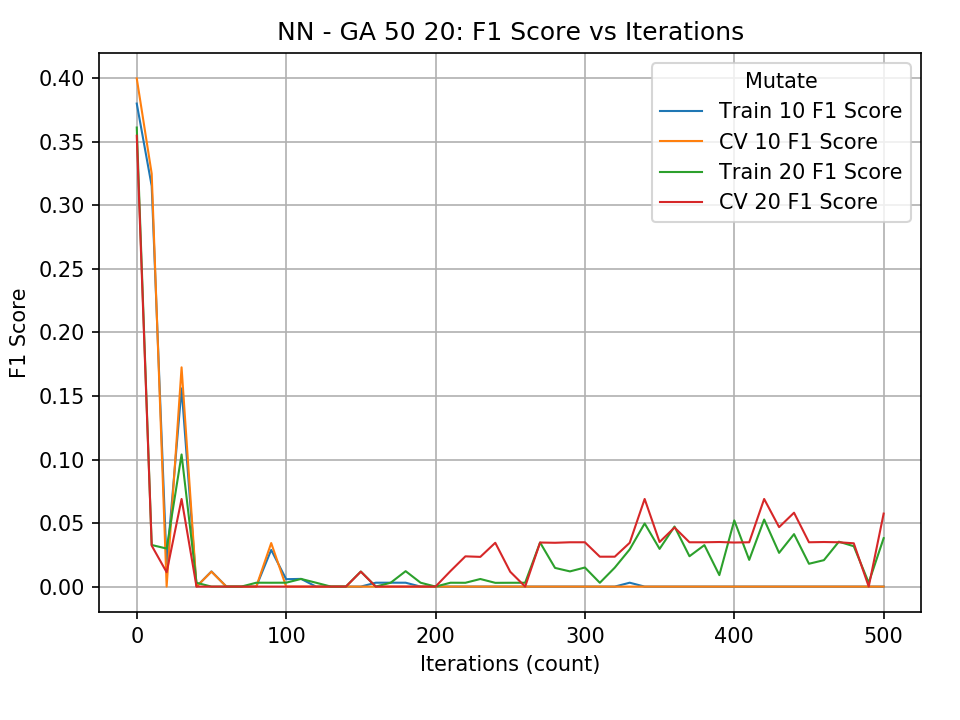 NN - GA 50 20: F1 Score vs Iterations
Mutate
Train 10 F1 Score
CV 10 F1 Score
Train 20 F1 Score
CV 20 F1 Score
F1 Score
0.40
0.35
0.30
0.25
0.20
0.15
0.10
0.05
0.00
0 100 200 300 400 500
Iterations (count)